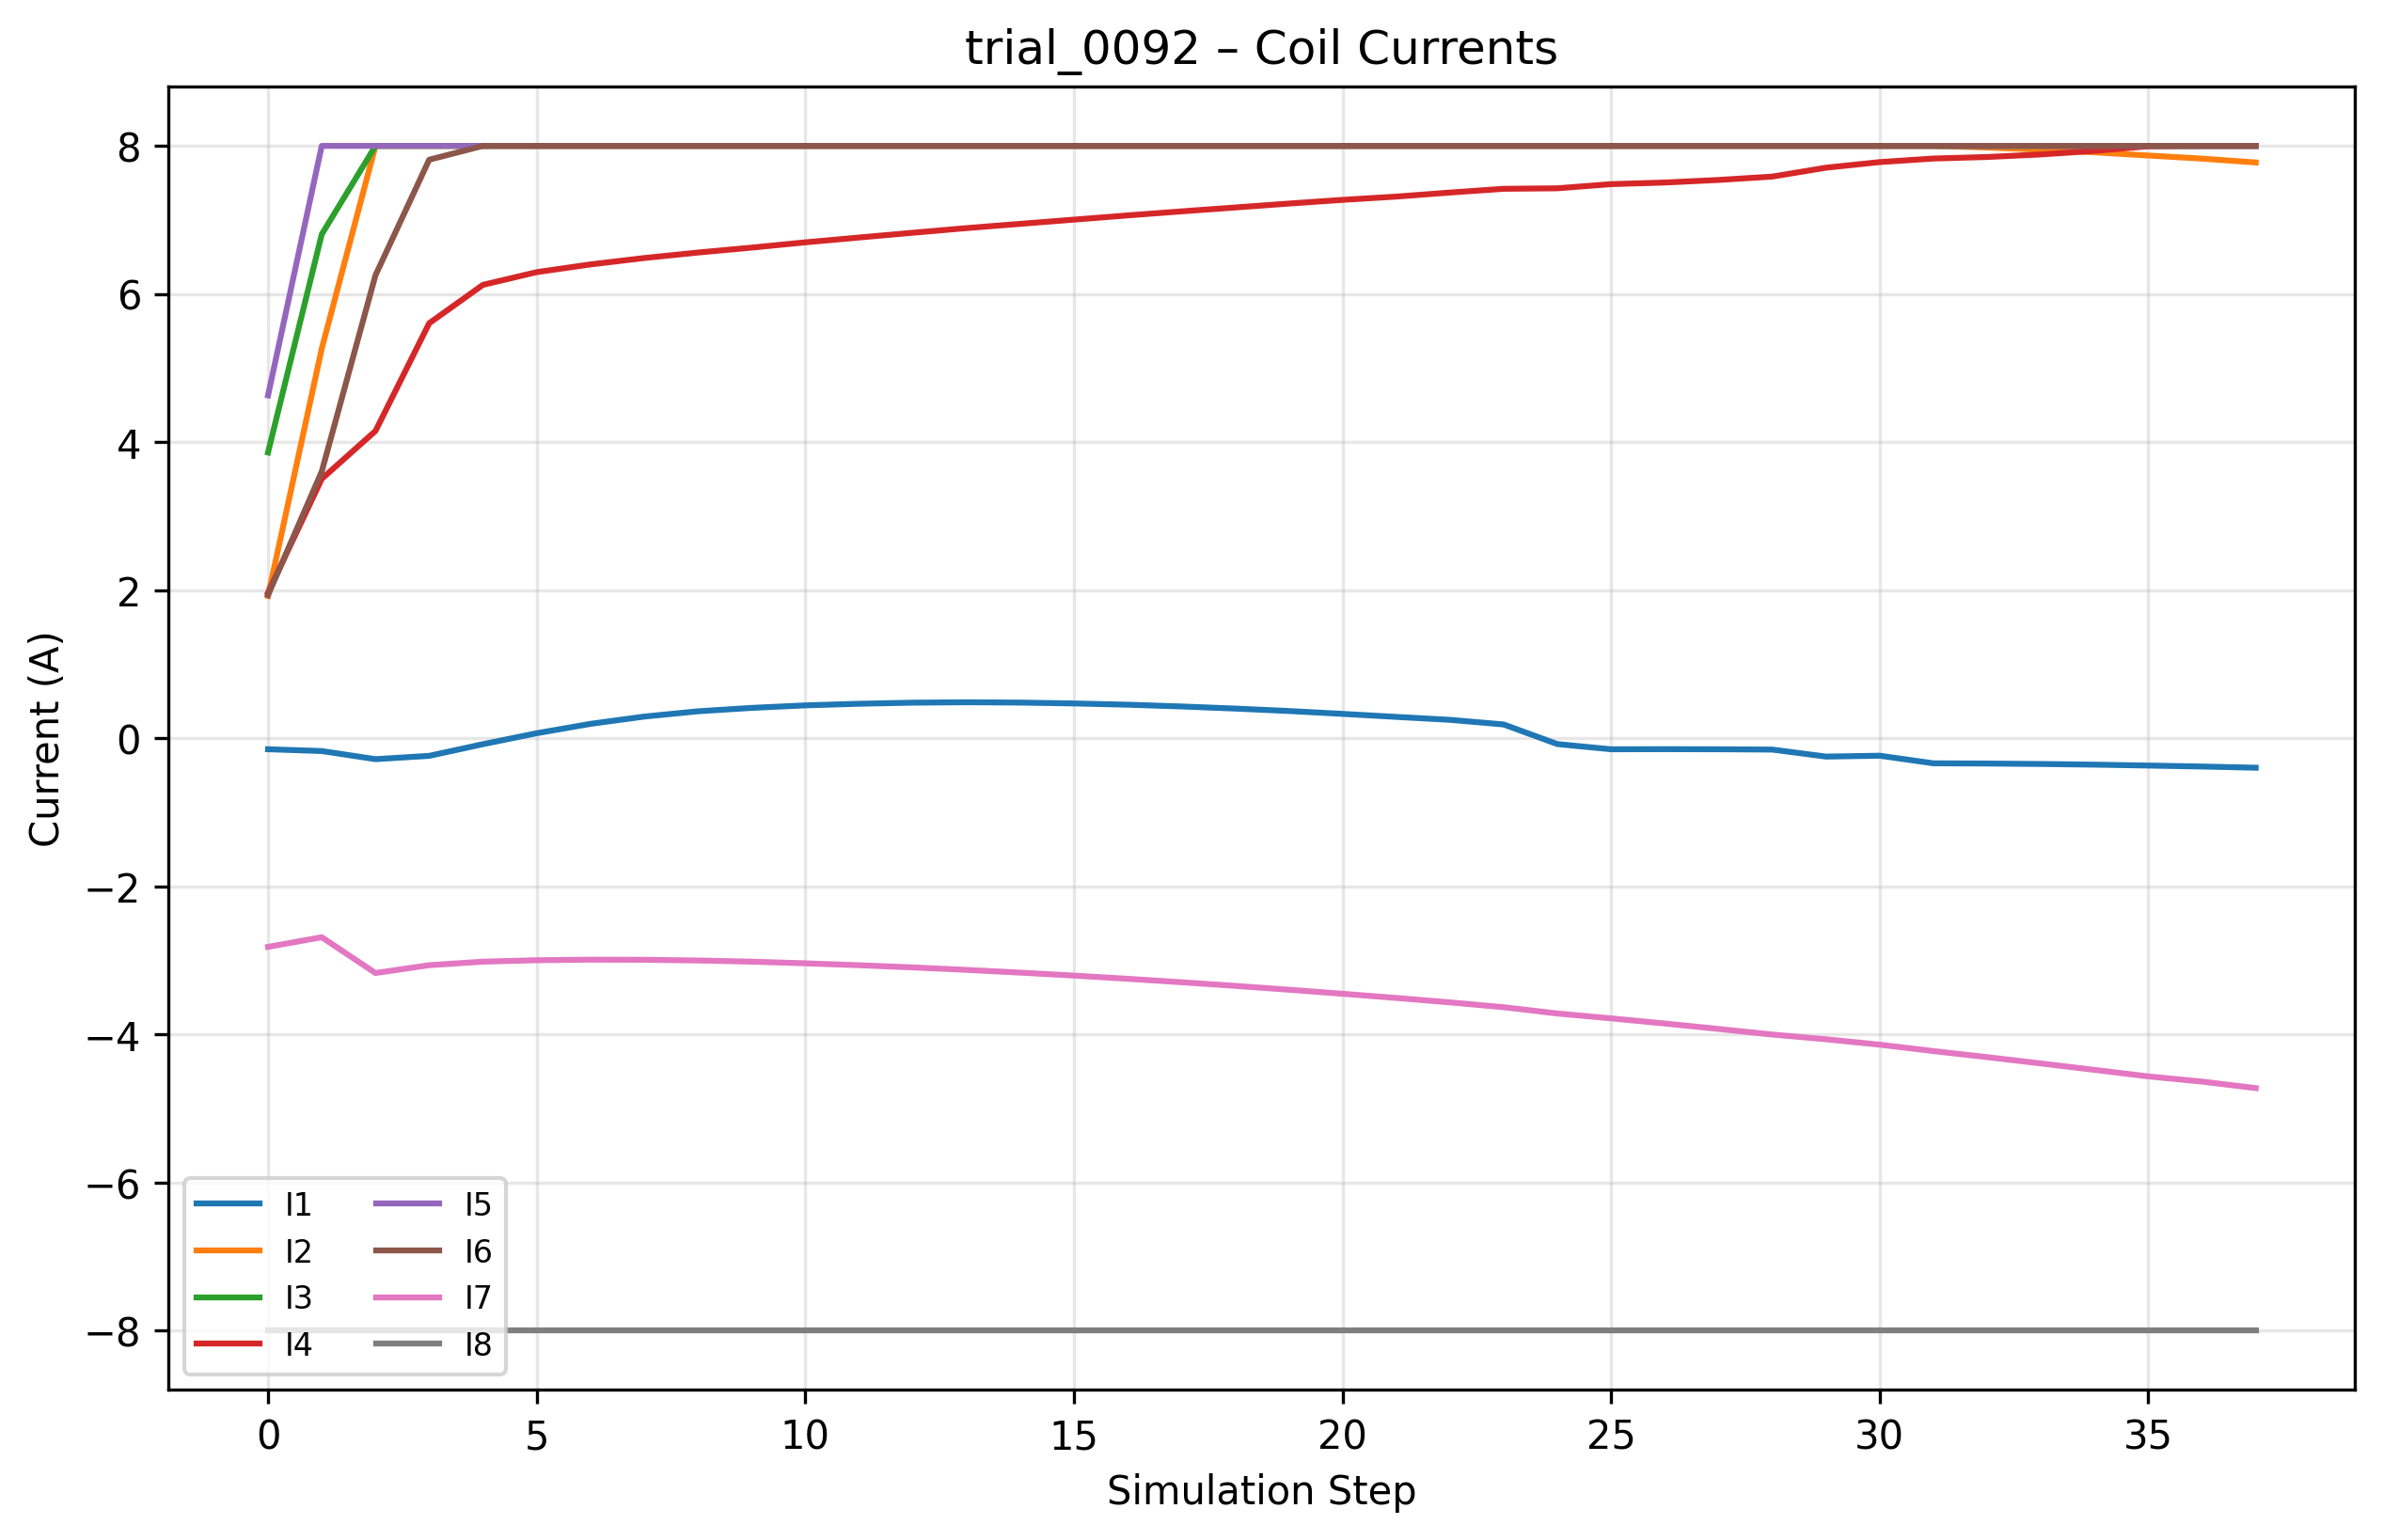 trial_0092 – Coil Currents
Current (A)
8
6
4
2
0
−2
−4
−6
−8
I1
I2
I3
I4
I5
I6
I7
I8
0 5 10 15 20 25 30 35
Simulation Step